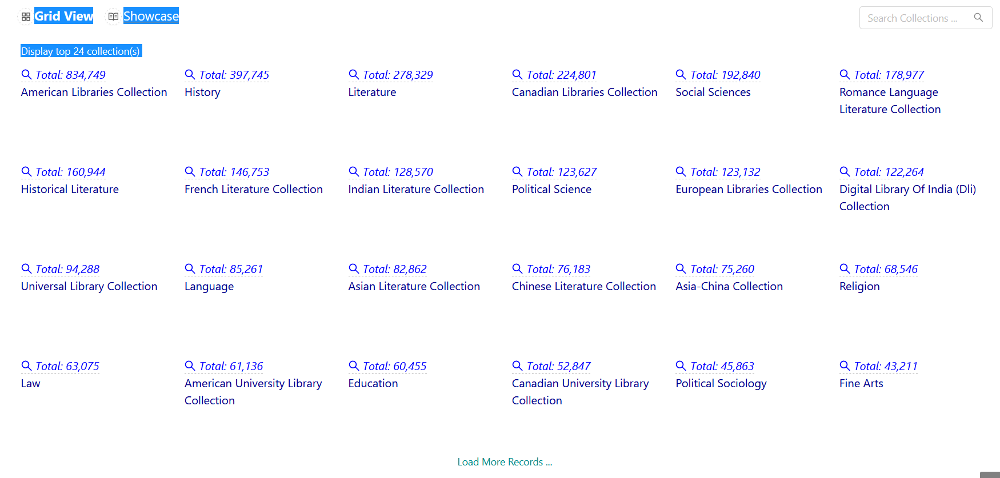 Grid View Showcase
Search Collections ...
Display top 24 collection(s)
Total: 834,749
American Libraries Collection
Total: 397,745
History
Total: 278,329
Literature
Total: 224,801
Canadian Libraries Collection
Total: 192,840
Social Sciences
Total: 178,977
Romance Language
Literature Collection
Total: 160,944
Historical Literature
Total: 146,753
French Literature Collection
Total: 128,570
Indian Literature Collection
Total: 123,627
Political Science
Total: 123,132
European Libraries Collection
Total: 122,264
Digital Library Of India (Dli)
Collection
Total: 94,288
Universal Library Collection
Total: 85,261
Language
Total: 82,862
Asian Literature Collection
Total: 76,183
Chinese Literature Collection
Total: 75,260
Asia-China Collection
Total: 68,546
Religion
Total: 63,075
Law
Total: 61,136
American University Library
Collection
Total: 60,455
Education
Total: 52,847
Canadian University Library
Collection
Total: 45,863
Political Sociology
Total: 43,211
Fine Arts
Load More Records ...